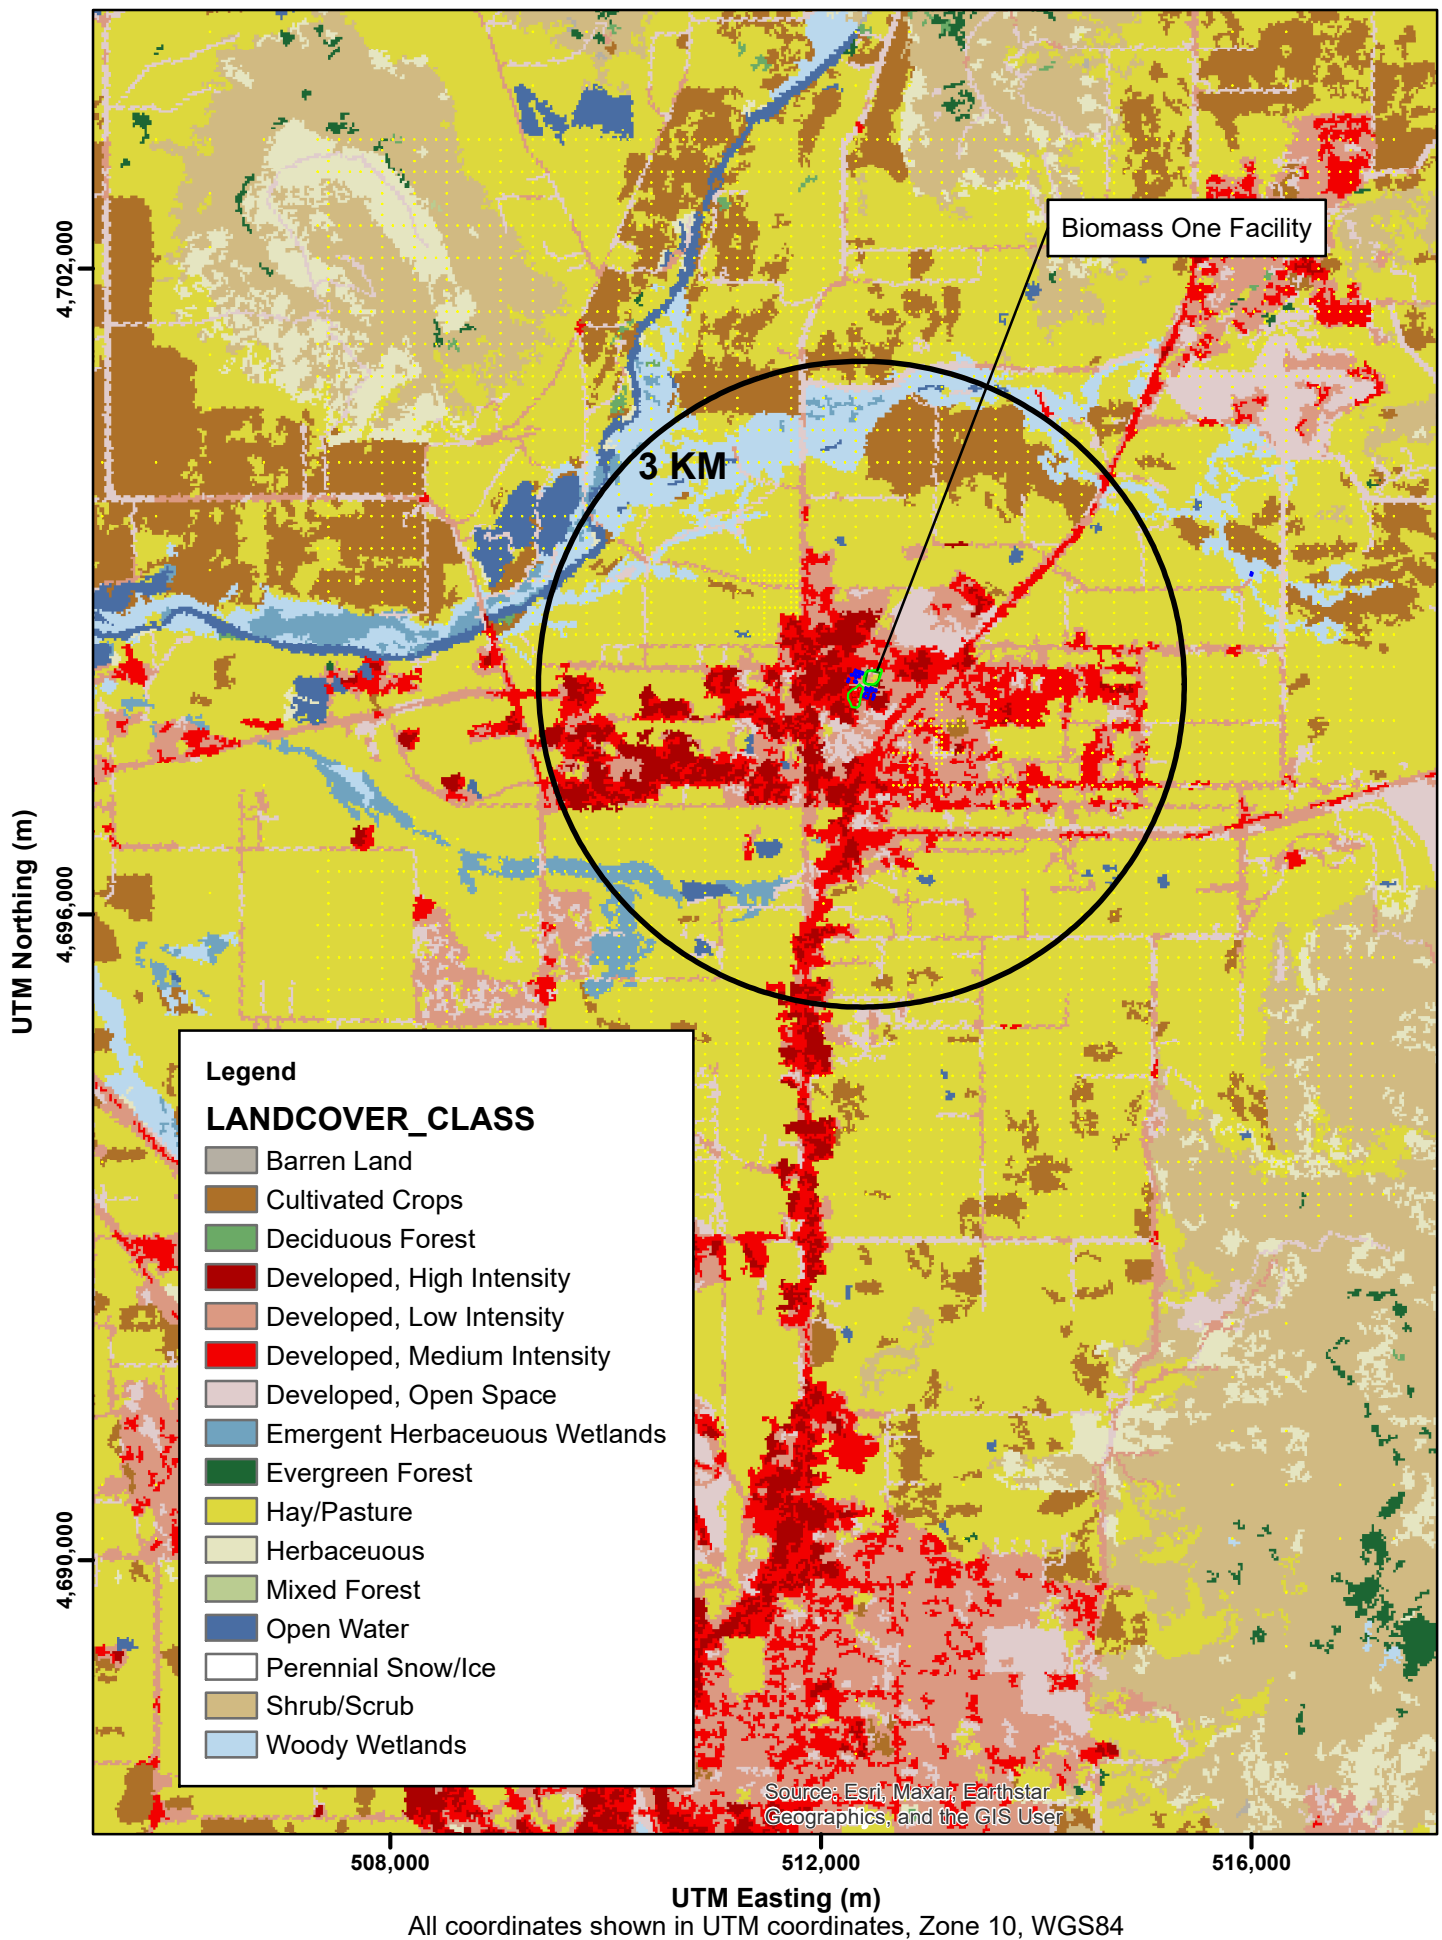 Biomass One Facility
4,702,000
3 KM
4,696,000
UTM Northing (m)
Legend
LANDCOVER_CLASS
Barren Land
Cultivated Crops
Deciduous Forest
Developed, High Intensity
Developed, Low Intensity
Developed, Medium Intensity
Developed, Open Space
Emergent Herbaceuous Wetlands
Evergreen Forest
Hay/Pasture
Herbaceuous
Mixed Forest
Open Water
Perennial Snow/Ice
Shrub/Scrub
Woody Wetlands
4,690,000
Source: Esri, Maxar, Earthstar
Geographics, and the GIS User
508,000
512,000
516,000
UTM Easting (m)
All coordinates shown in UTM coordinates, Zone 10, WGS84